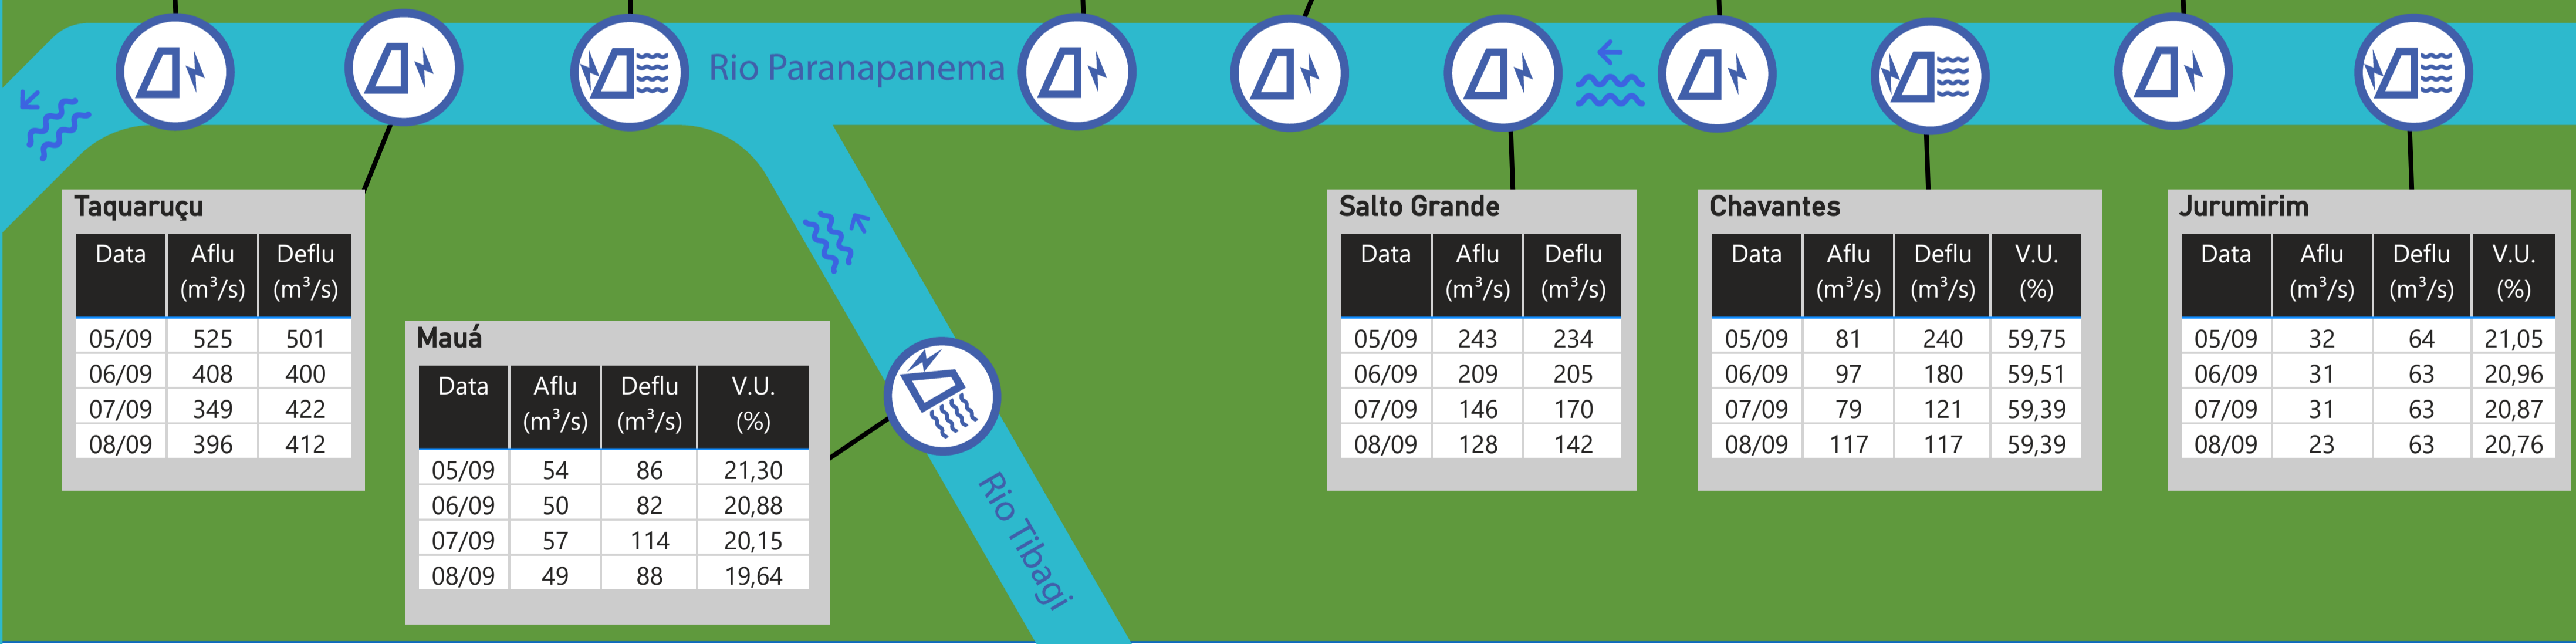 Rio Paranapanema
Taquaruçu
Data Aflu (m³/s) Deflu (m³/s)
05/09 525 501
06/09 408 400
07/09 349 422
08/09 396 412
Mauá
Data Aflu (m³/s) Deflu (m³/s) V.U. (%)
05/09 54 86 21,30
06/09 50 82 20,88
07/09 57 114 20,15
08/09 49 88 19,64
Rio Tibagi
Salto Grande
Data Aflu (m³/s) Deflu (m³/s)
05/09 243 234
06/09 209 205
07/09 146 170
08/09 128 142
Chavantes
Data Aflu (m³/s) Deflu (m³/s) V.U. (%)
05/09 81 240 59,75
06/09 97 180 59,51
07/09 79 121 59,39
08/09 117 117 59,39
Jurumirim
Data Aflu (m³/s) Deflu (m³/s) V.U. (%)
05/09 32 64 21,05
06/09 31 63 20,96
07/09 31 63 20,87
08/09 23 63 20,76